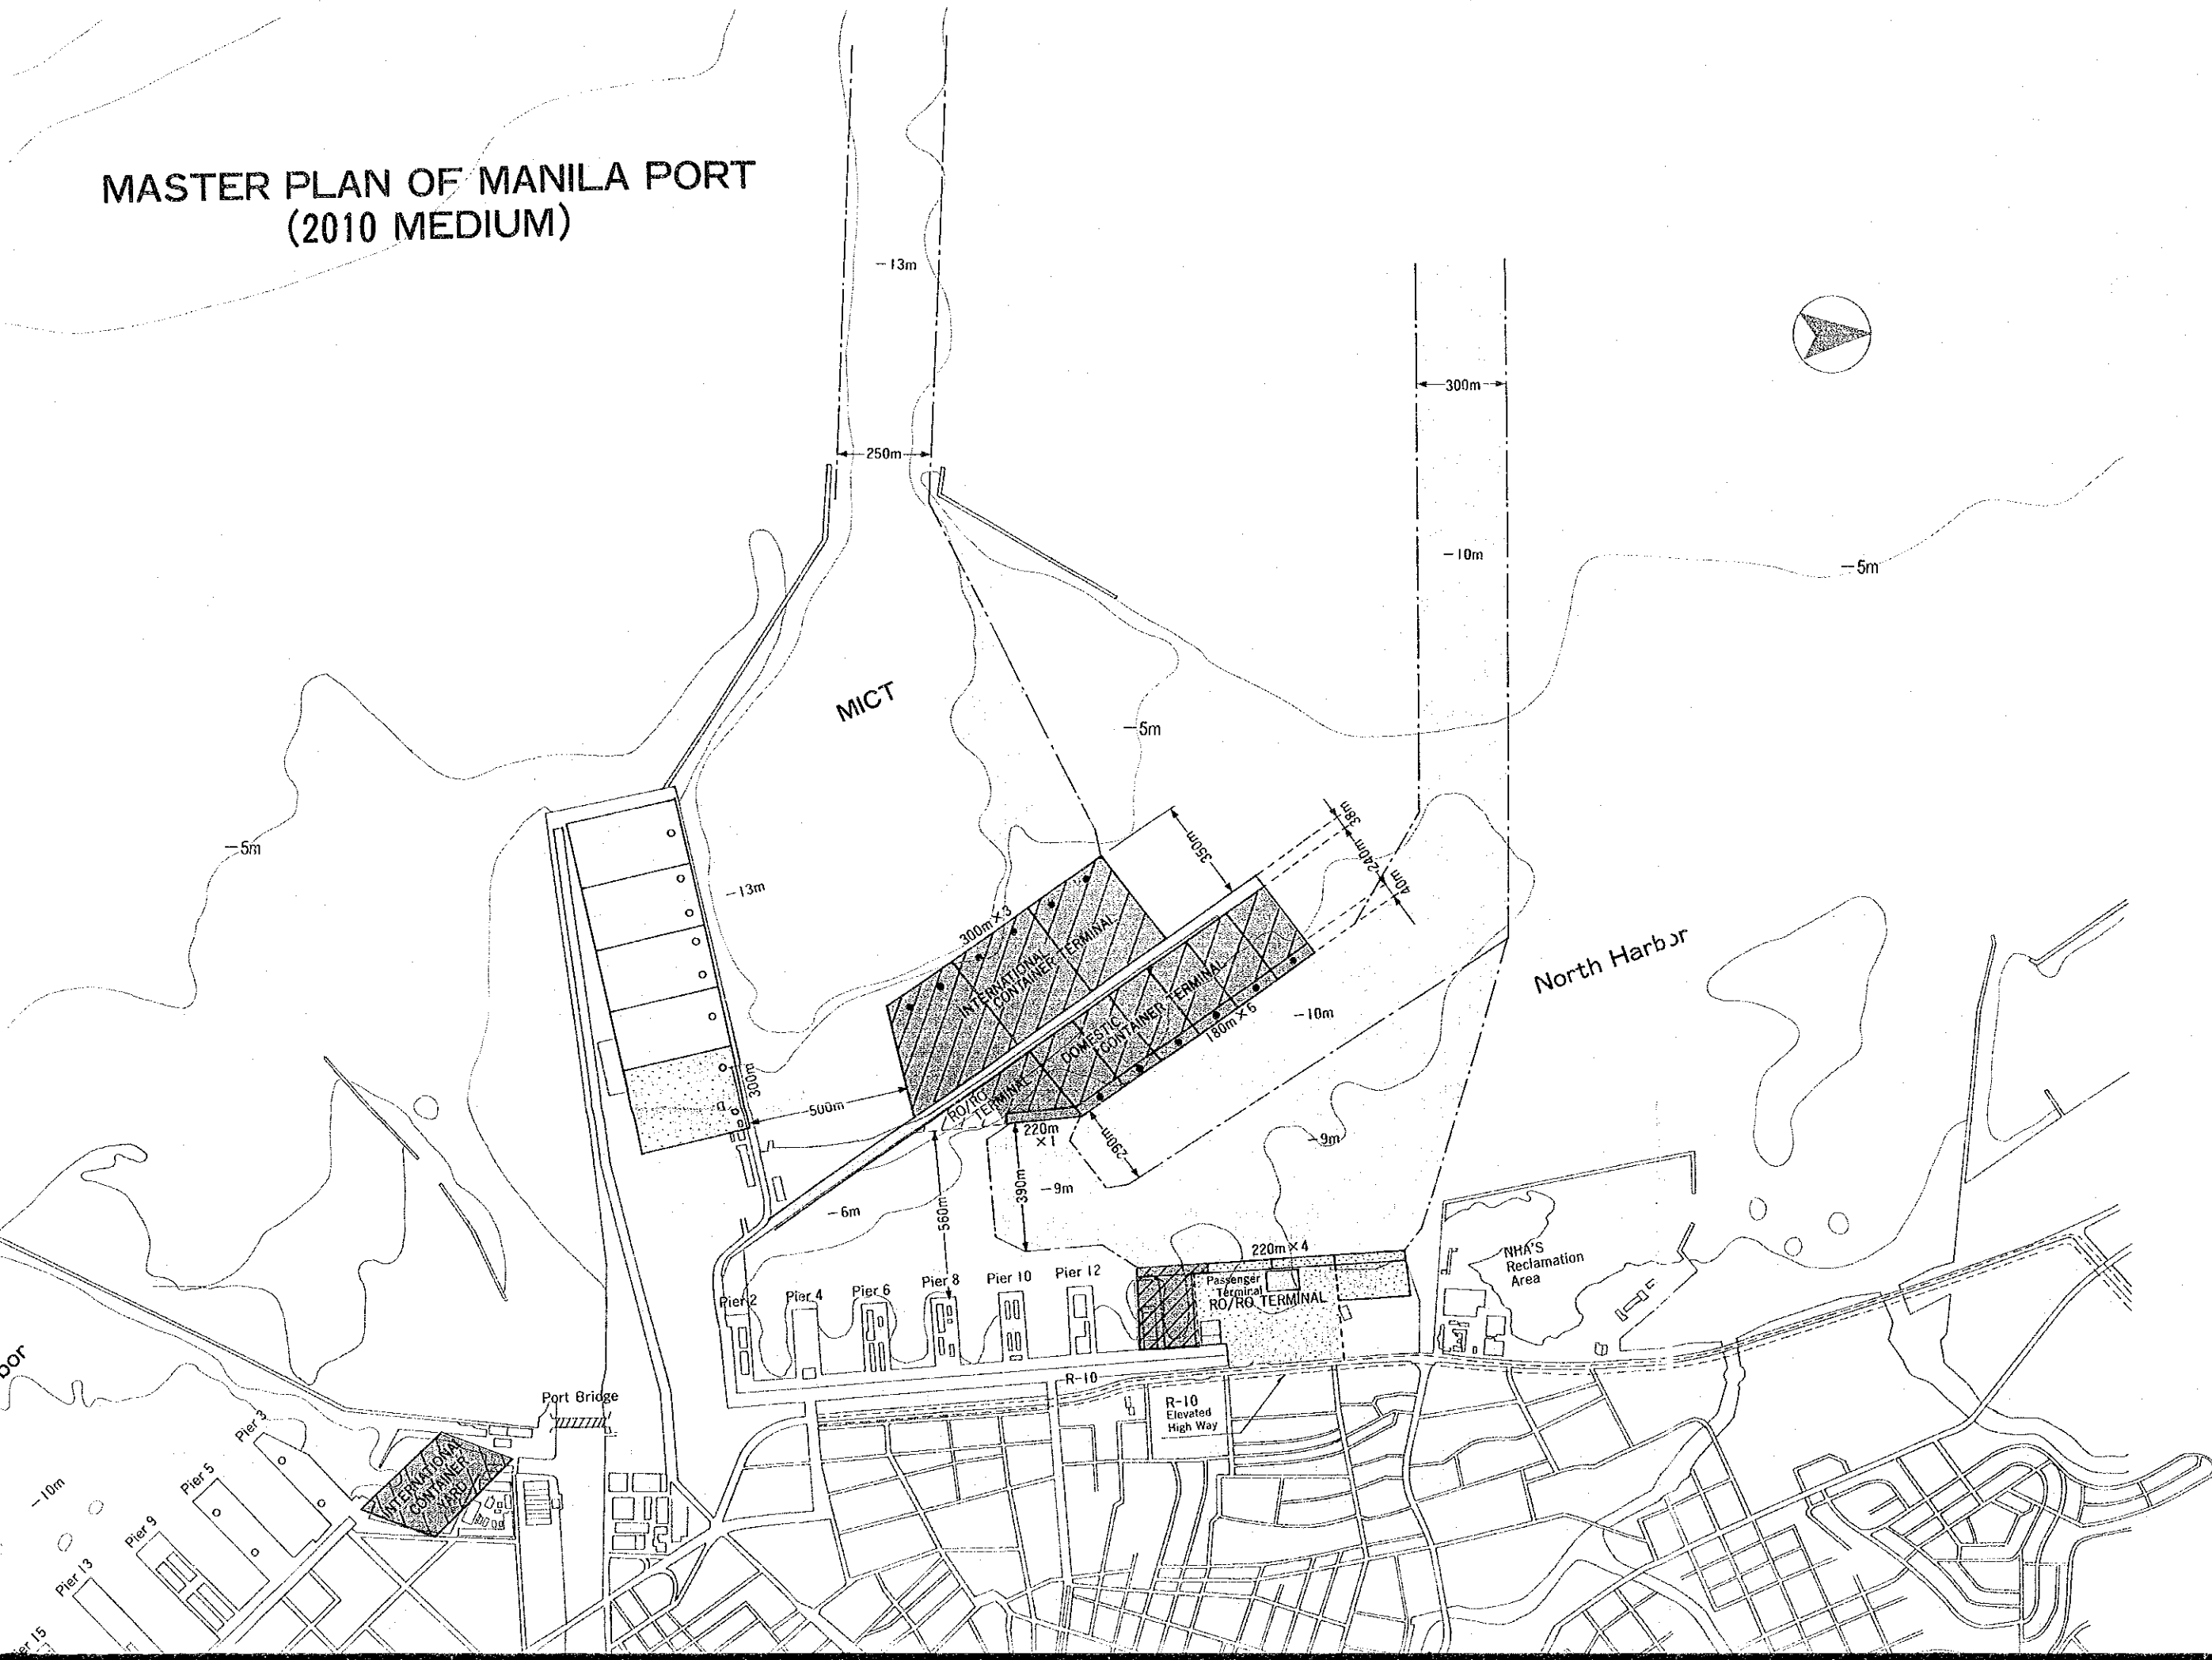 MASTER PLAN OF MANILA PORT
(2010 MEDIUM)
-13m
300m
250m
-10m
-5m
MICT
-5m
-5m
-13m
38m
240m
40m
350m
300m×3
INTERNATIONAL
CONTAINER TERMINAL
DOMESTIC
CONTAINER TERMINAL
180m×6
-10m
North Harbor
300m
500m
RO/RO
TERMINAL
220m
×1
290m
-9m
390m
-9m
-6m
560m
220m×4
NHA'S
Reclamation
Area
Passenger
Terminal
RO/RO TERMINAL
Pier 2
Pier 4
Pier 6
Pier 8
Pier 10
Pier 12
R-10
R-10
Elevated
High Way
Port Bridge
Pier 3
Pier 5
Pier 9
Pier 13
INTERNATIONAL
CONTAINER
YARD
-10m